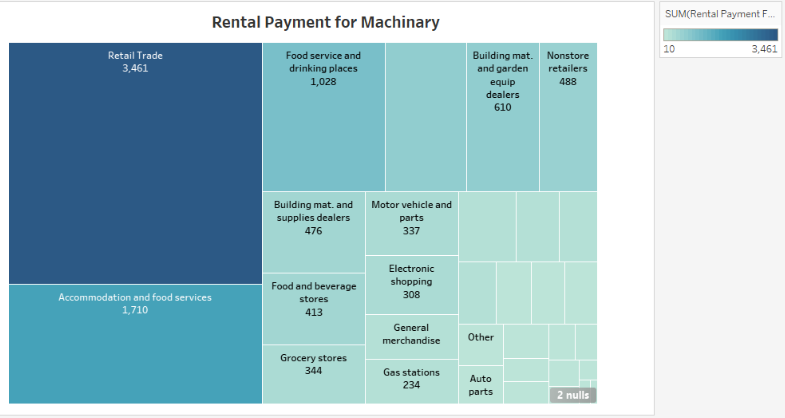 Rental Payment for Machinary
SUM(Rental Payment F...
10
3,461
Retail Trade
3,461
Accommodation and food services
1,710
Food service and
drinking places
1,028
Building mat.
and garden
equip
dealers
610
Nonstore
retailers
488
Building mat. and
supplies dealers
476
Motor vehicle and
parts
337
Food and beverage
stores
413
Electronic
shopping
308
Grocery stores
344
General
merchandise
Gas stations
234
Other
Auto
parts
2 nulls